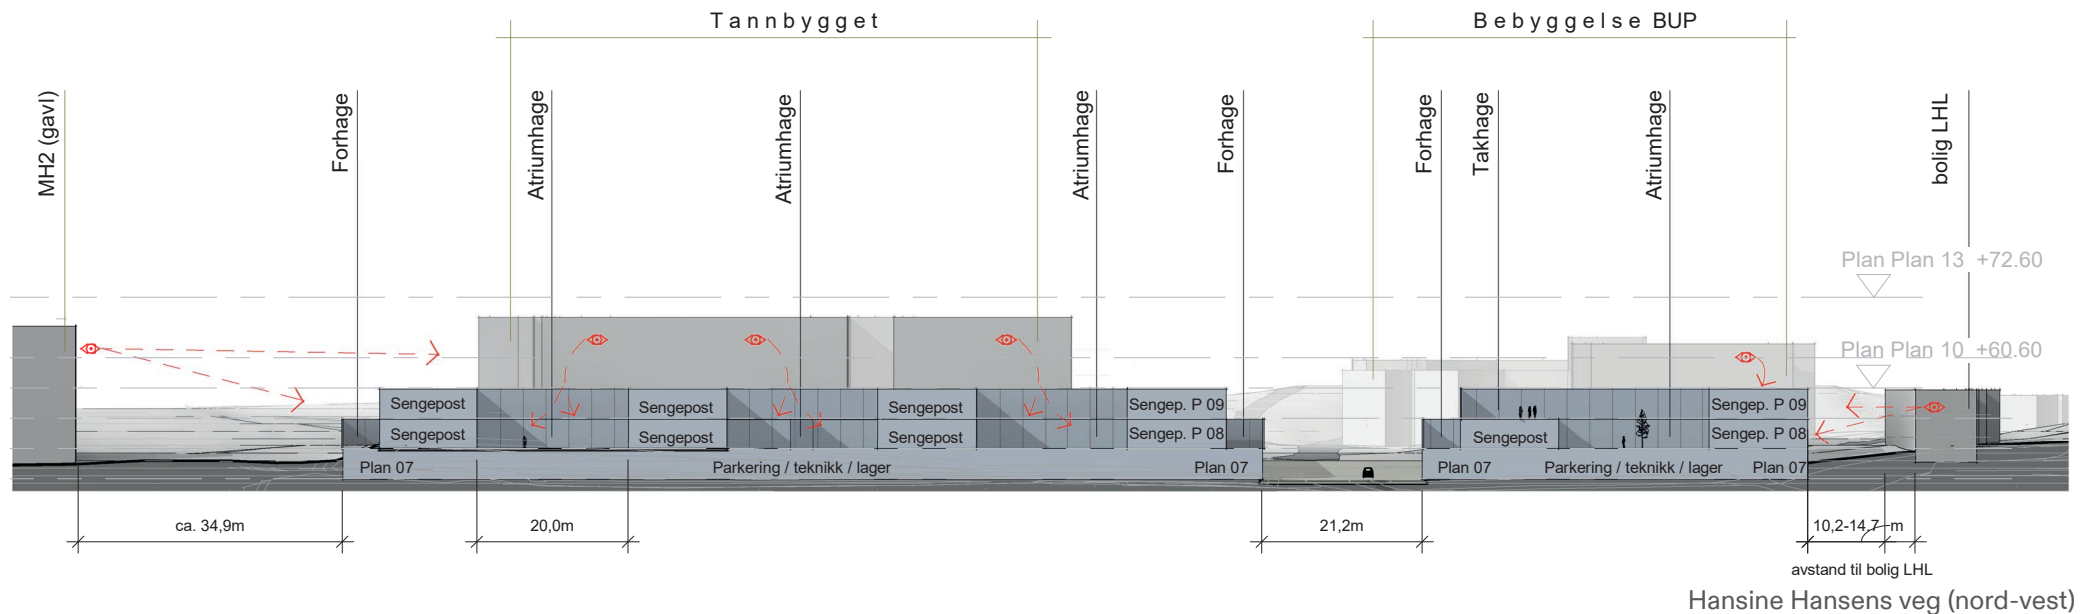 Tannbygget
Bebyggelse BUP
MH2 (gavl)
Forhage
Atriumhage
Atriumhage
Atriumhage
Forhage
Forhage
Takhage
Atriumhage
bolig LHL
Plan Plan 13 +72.60
Plan Plan 10 +60.60
Sengepost
Sengepost
Sengepost
Sengep. P 09
Sengep. P 09
Sengepost
Sengepost
Sengepost
Sengep. P 08
Sengepost
Sengep. P 08
Plan 07
Parkering / teknikk / lager
Plan 07
Plan 07
Parkering / teknikk / lager
Plan 07
ca. 34,9m
20,0m
21,2m
10,2-14,7 m
avstand til bolig LHL
Hansine Hansens veg (nord-vest)